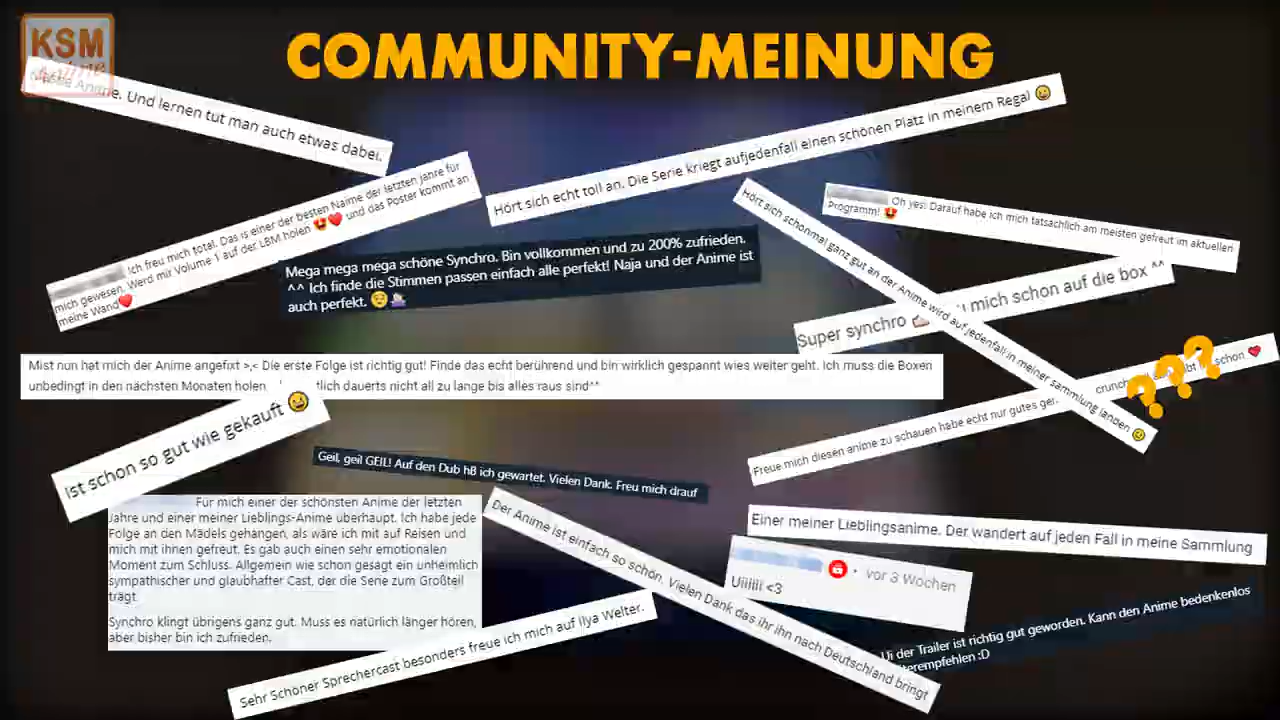 KSM
Anime
COMMUNITY-MEINUNG
Anime. Und lernen tut man auch etwas dabei.
Hört sich echt toll an. Die Serie kriegt aufjedenfall einen schönen Platz in meinem Regal 😀
Ich freu mich total. Das is einer der besten Naime der letzten jahre für
mich gewesen. Werd mir Volume 1 auf der LBM holen 😍❤️ und das Poster kommt an
meine Wand❤️
Oh yes! Darauf habe ich mich tatsächlich am meisten gefreut im aktuellen
Programm! 😍
Hört sich schonmal ganz gut an der Anime wird auf jedenfall in meiner sammlung landen 😀
Mega mega mega schöne Synchro. Bin vollkommen und zu 200% zufrieden.
^^ Ich finde die Stimmen passen einfach alle perfekt! Naja und der Anime ist
auch perfekt. 😌
Super synchro mich schon auf die box ^^
Mist nun hat mich der Anime angefixt >,< Die erste Folge ist richtig gut! Finde das echt berührend und bin wirklich gespannt wies weiter geht. Ich muss die Boxen
unbedingt in den nächsten Monaten holen dauerts nicht all zu lange bis alles raus sind^^
???
Freue mich diesen anime zu schauen habe echt nur gutes schon ❤️
Ist schon so gut wie gekauft 😀
Geil, geil GEIL! Auf den Dub hB ich gewartet. Vielen Dank. Freu mich drauf
Für mich einer der schönsten Anime der letzten
Jahre und einer meiner Lieblings-Anime überhaupt. Ich habe jede
Folge an den Mädels gehangen, als wäre ich mit auf Reisen und
mich mit ihnen gefreut. Es gab auch einen sehr emotionalen
Moment zum Schluss. Allgemein wie schon gesagt ein unheimlich
sympathischer und glaubhafter Cast, der die Serie zum Großteil
trägt.
Synchro klingt übrigens ganz gut. Muss es natürlich länger hören,
aber bisher bin ich zufrieden.
Der Anime ist einfach so schön. Vielen Dank das ihr ihn nach Deutschland bringt
Einer meiner Lieblingsanime. Der wandert auf jeden Fall in meine Sammlung
• vor 3 Wochen
Uiiiiii <3
Ui der Trailer ist richtig gut geworden. Kann den Anime bedenkenlos
:D
Sehr Schöner Sprechercast besonders freue ich mich auf Ilya Welter.